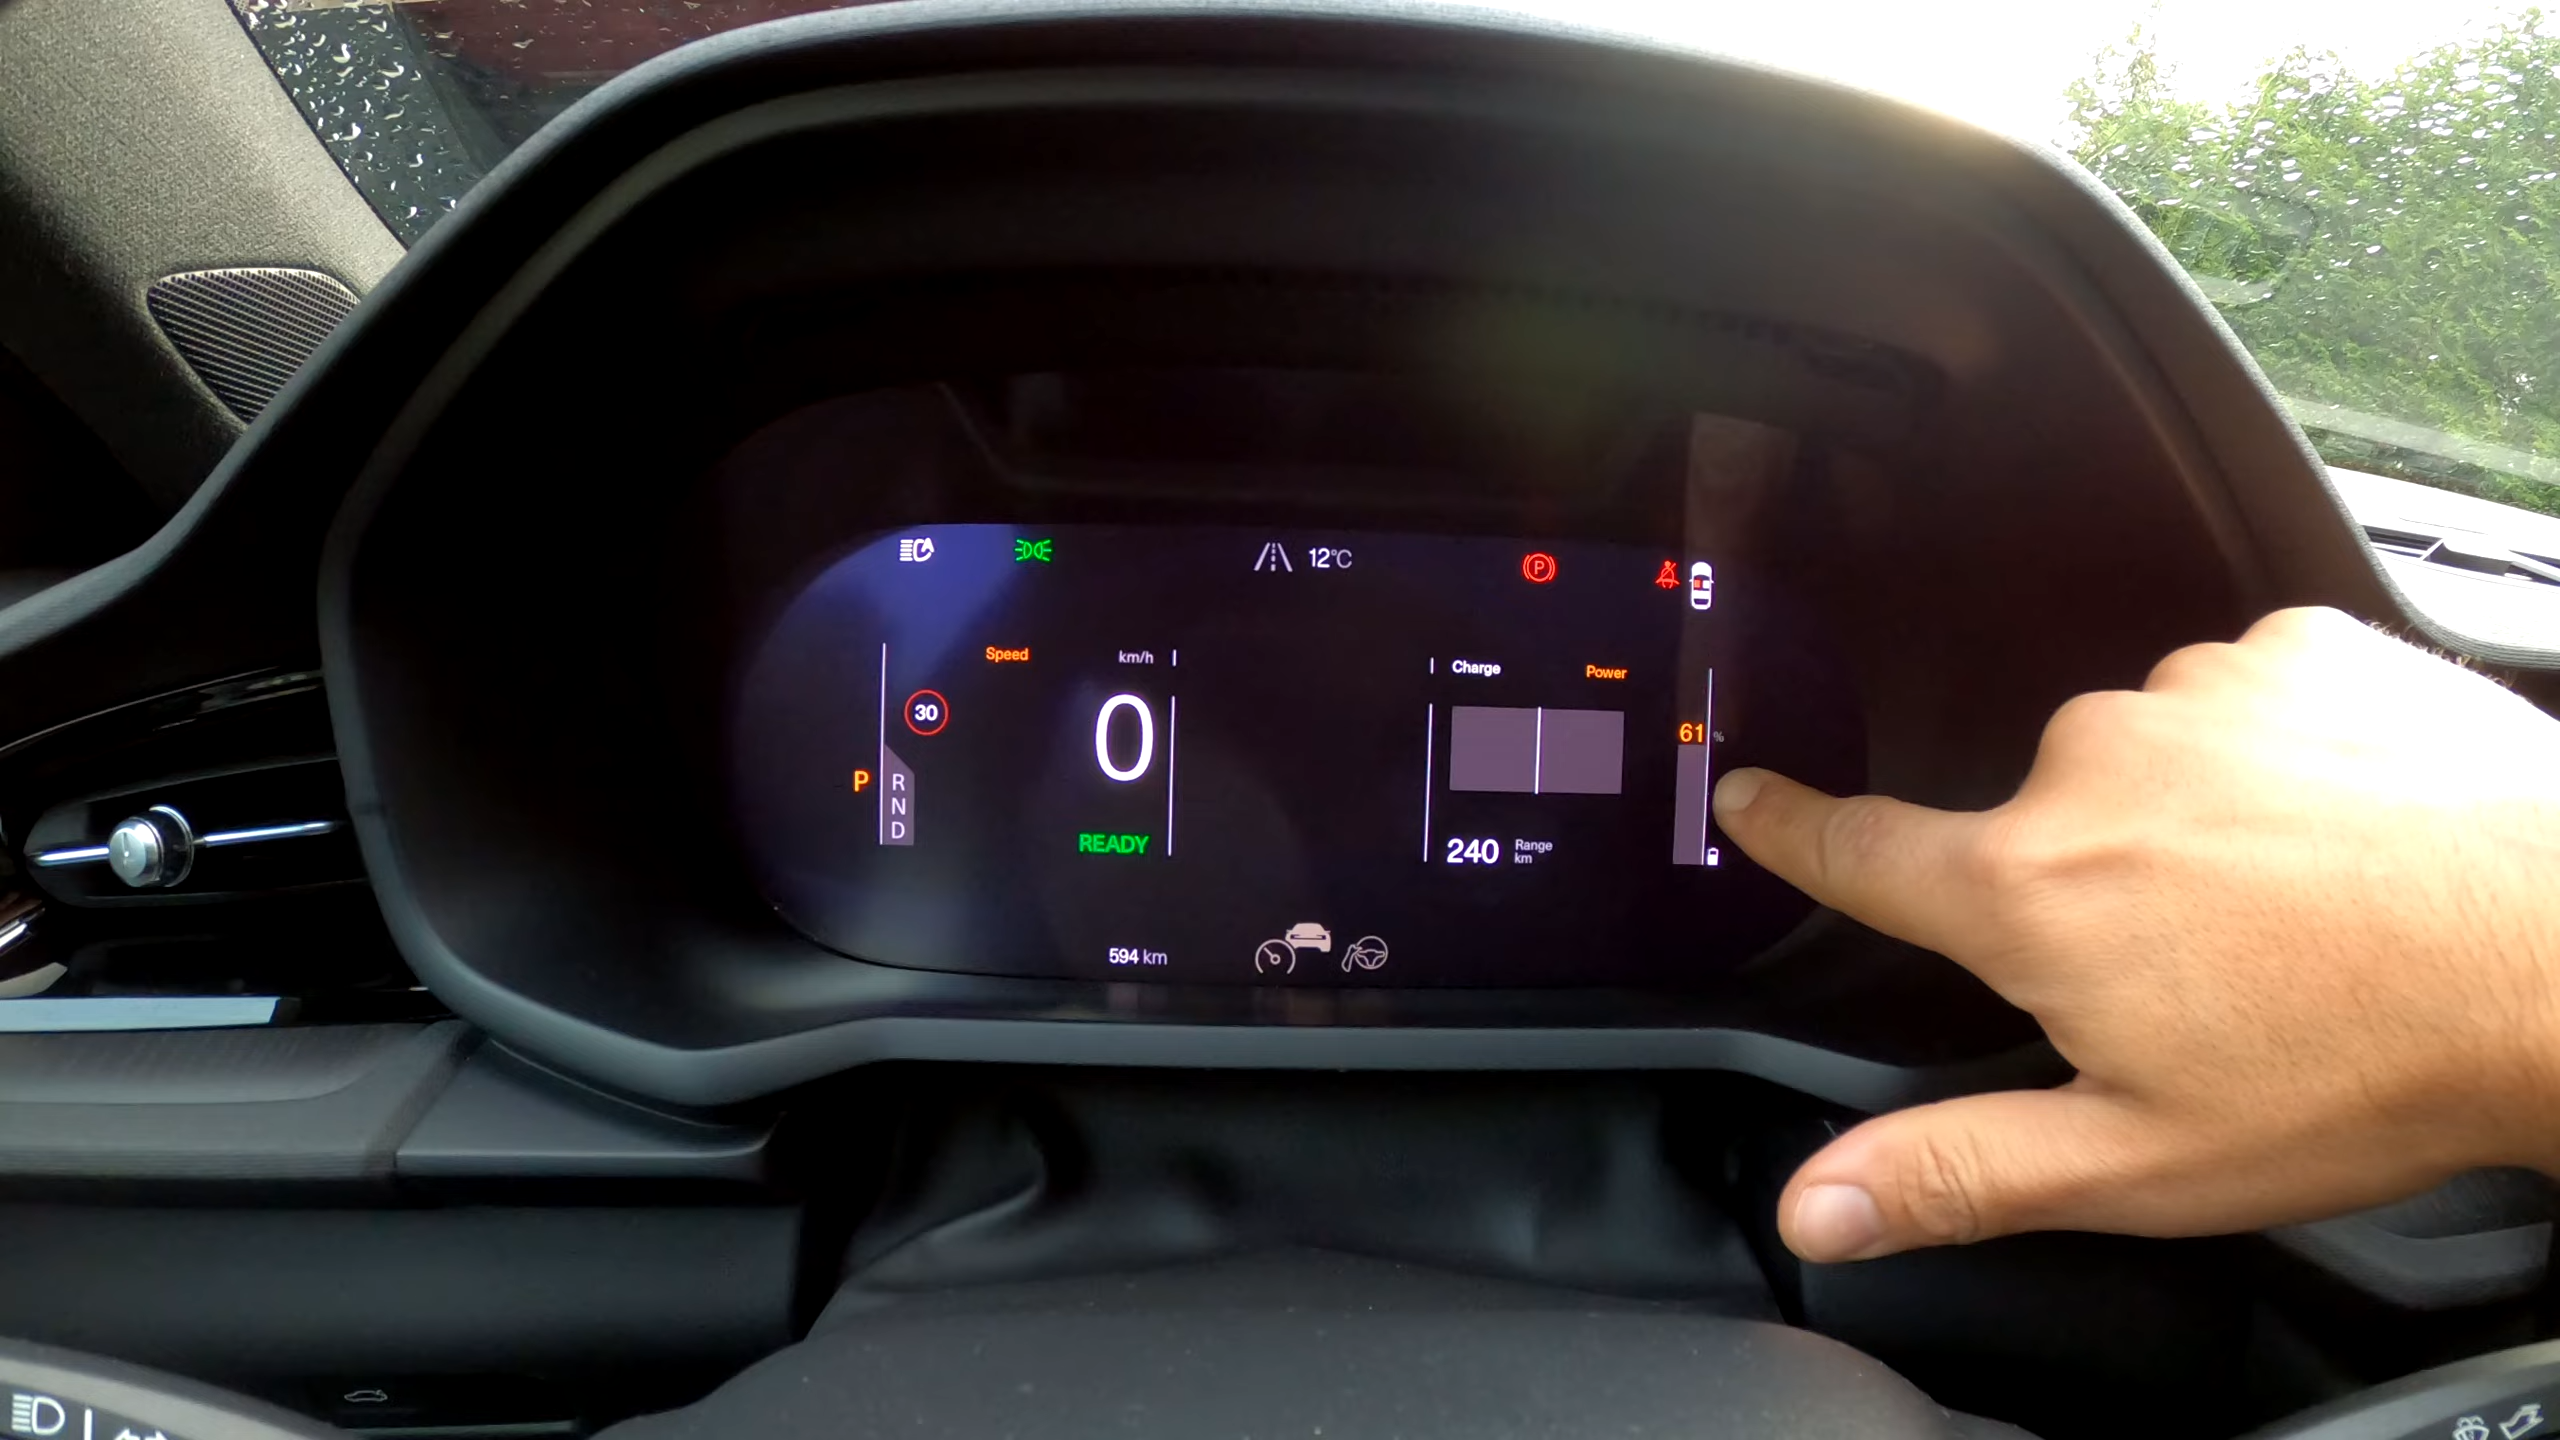 12°C
P
Speed km/h
Charge Power
30
0
61 %
P R
N
D
READY
240 Range
km
594 km